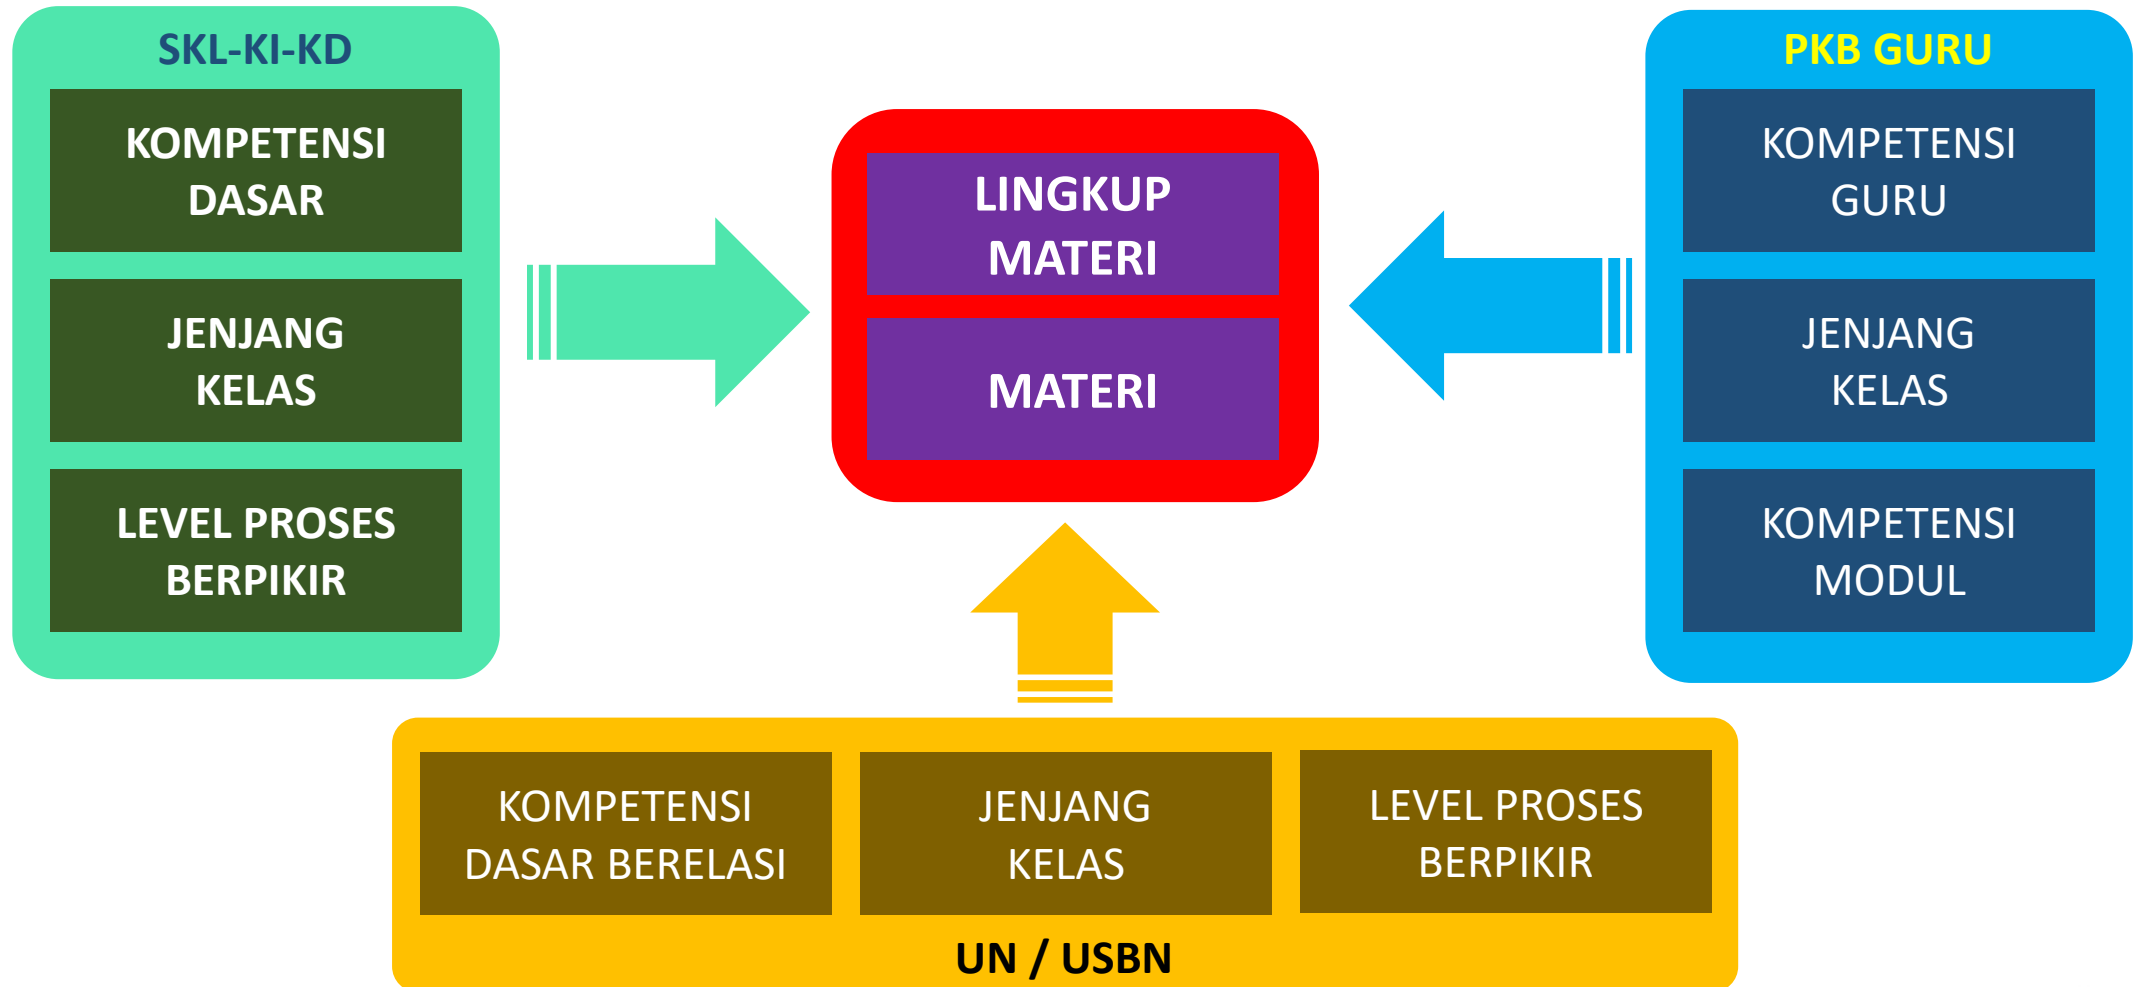 SKL-KI-KD
KOMPETENSI
DASAR
JENJANG
KELAS
LEVEL PROSES
BERPIKIR
LINGKUP
MATERI
MATERI
PKB GURU
KOMPETENSI
GURU
JENJANG
KELAS
KOMPETENSI
MODUL
KOMPETENSI
DASAR BERELASI
JENJANG
KELAS
LEVEL PROSES
BERPIKIR
UN / USBN